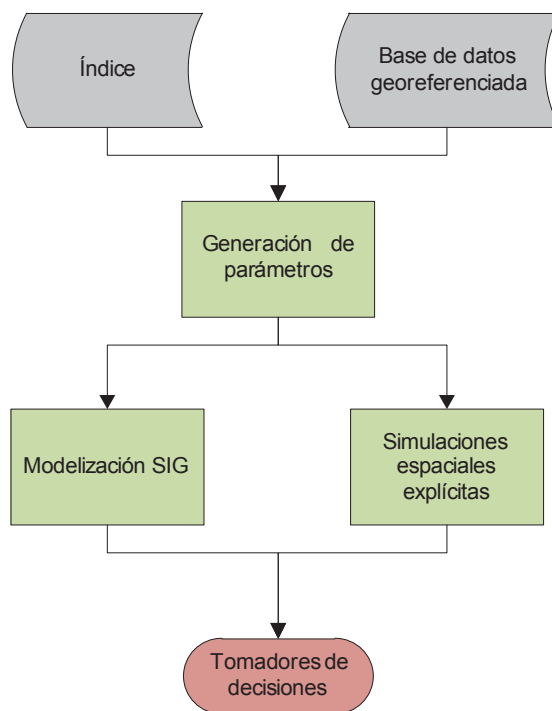 Índice
Base de datos
georeferenciada
Generación de
parámetros
Modelización SIG
Simulaciones
espaciales
explícitas
Tomadores de
decisiones